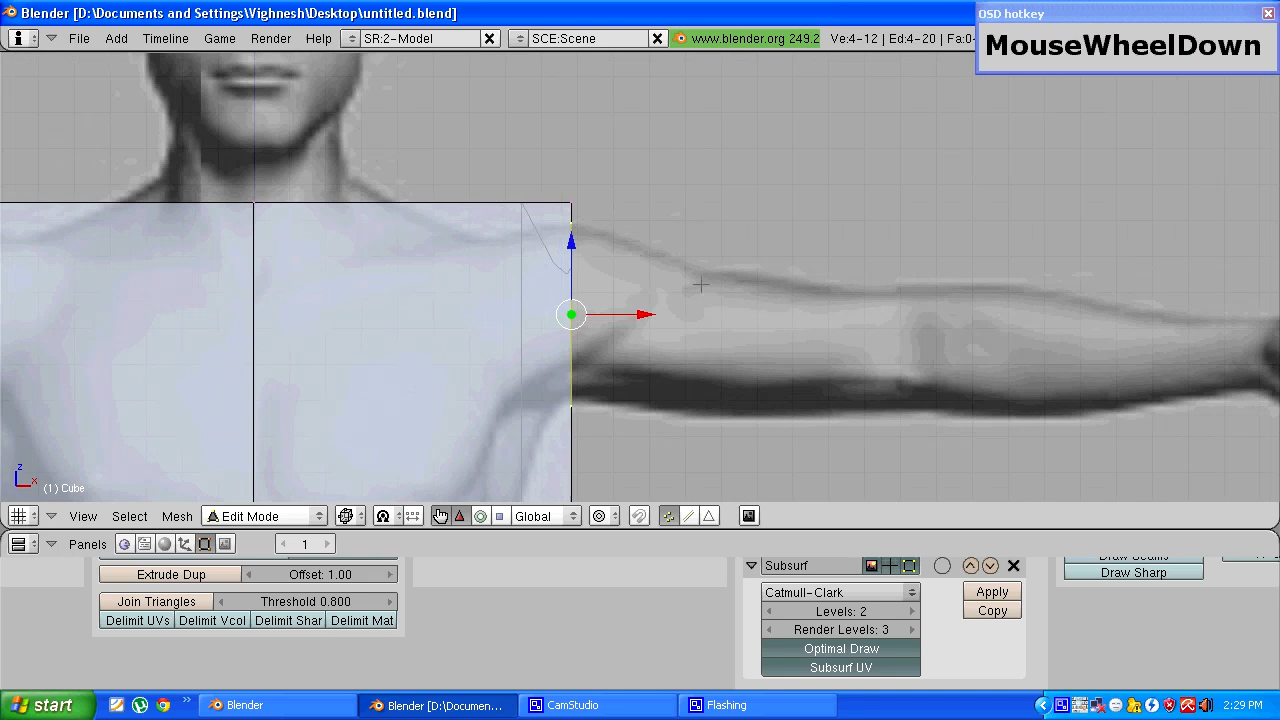 Blender [D:\Documents and Settings\Vighnesh\Desktop\untitled.blend]
OSD hotkey
MouseWheelDown
File Add Timeline Game Render Help SR:2-Model SCE:Scene www.blender.org 249.2 Ve:4-12 | Ed:4-20 | Fa:0-
z
x
(1) Cube
View Select Mesh Edit Mode Global
Panels 1
Subsurf
Draw Sharp
Extrude Dup Offset: 1.00
Catmull-Clark Apply
Join Triangles Threshold 0.800
Levels: 2 Copy
Delimit UVs Delimit Vcol Delimit Shar Delimit Mat
Render Levels: 3
Optimal Draw
Subsurf UV
start Blender Blender [D:\Documen... CamStudio Flashing 2:29 PM